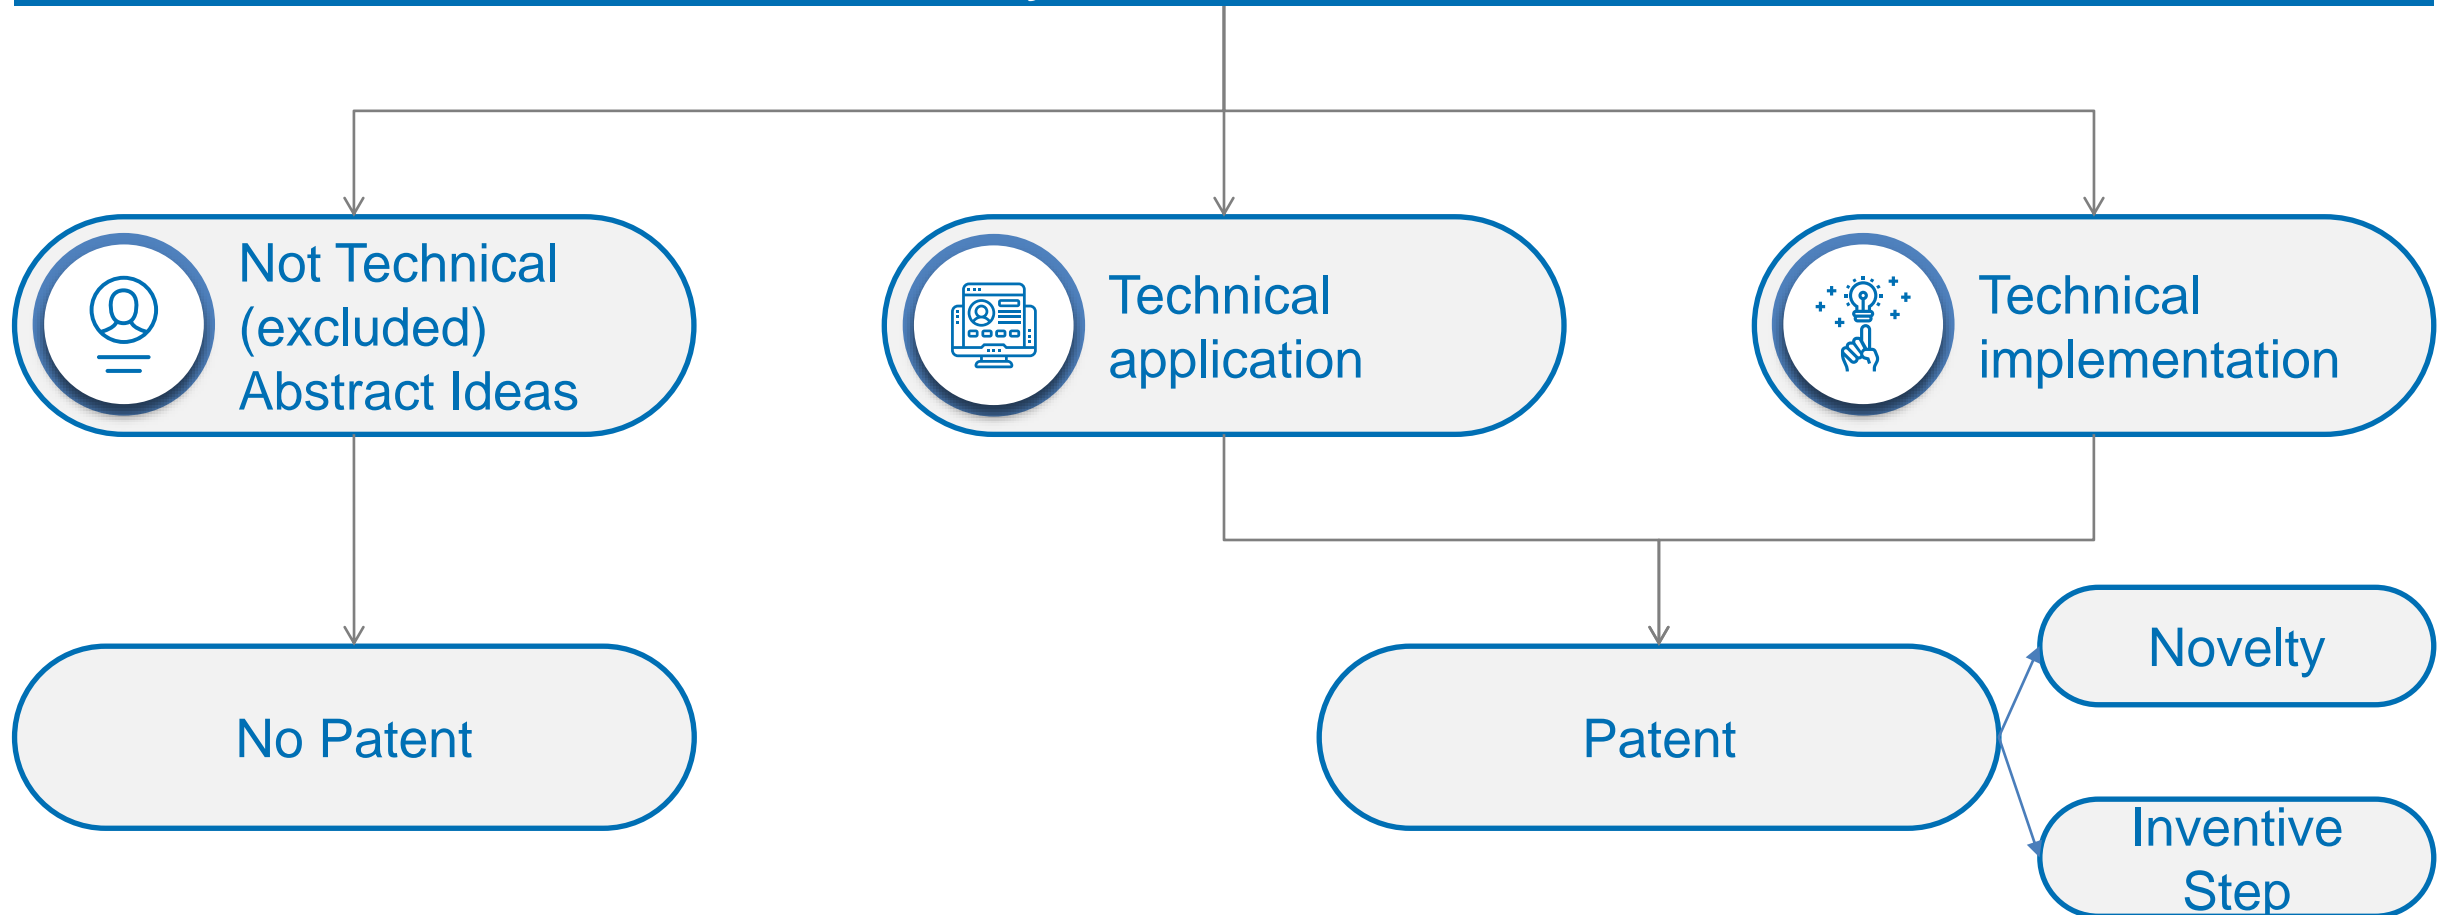 Not Technical
(excluded)
Abstract Ideas
Technical
application
Technical
implementation
No Patent
Patent
Novelty
Inventive
Step